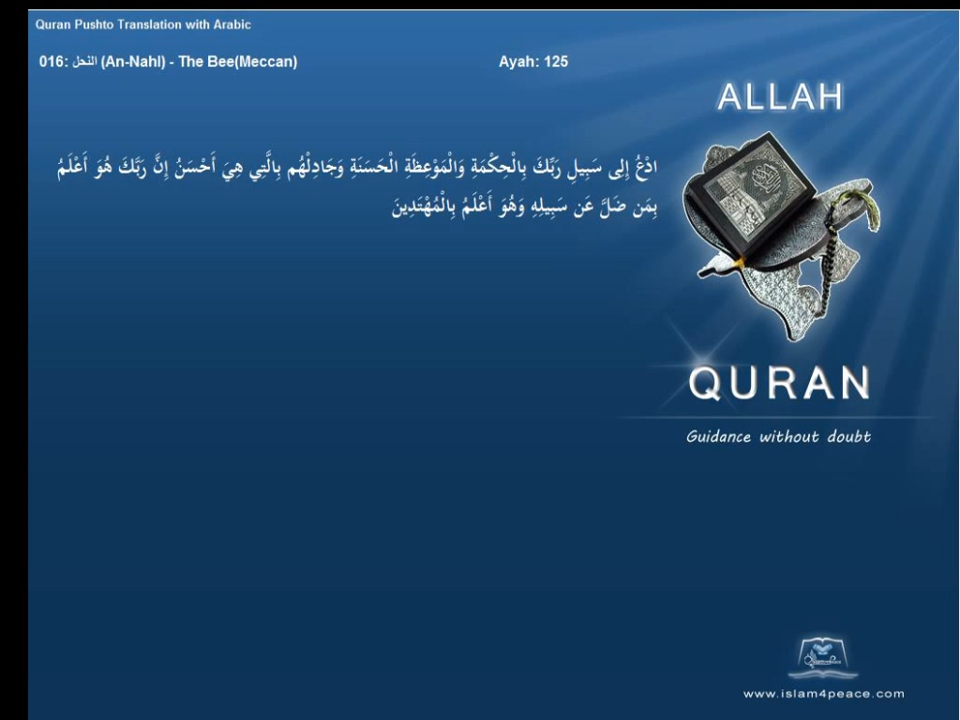 Quran Pushto Translation with Arabic
016: النحل (An-Nahl) - The Bee(Meccan) Ayah: 125
ALLAH
ادْعُ إِلَى سَبِيلِ رَبِّكَ بِالْحِكْمَةِ وَالْمَوْعِظَةِ الْحَسَنَةِ وَجَادِلْهُم بِالَّتِي هِيَ أَحْسَنُ إِنَّ رَبَّكَ هُوَ أَعْلَمُ
بِمَن ضَلَّ عَن سَبِيلِهِ وَهُوَ أَعْلَمُ بِالْمُهْتَدِينَ
QURAN
Guidance without doubt
www.islam4peace.com